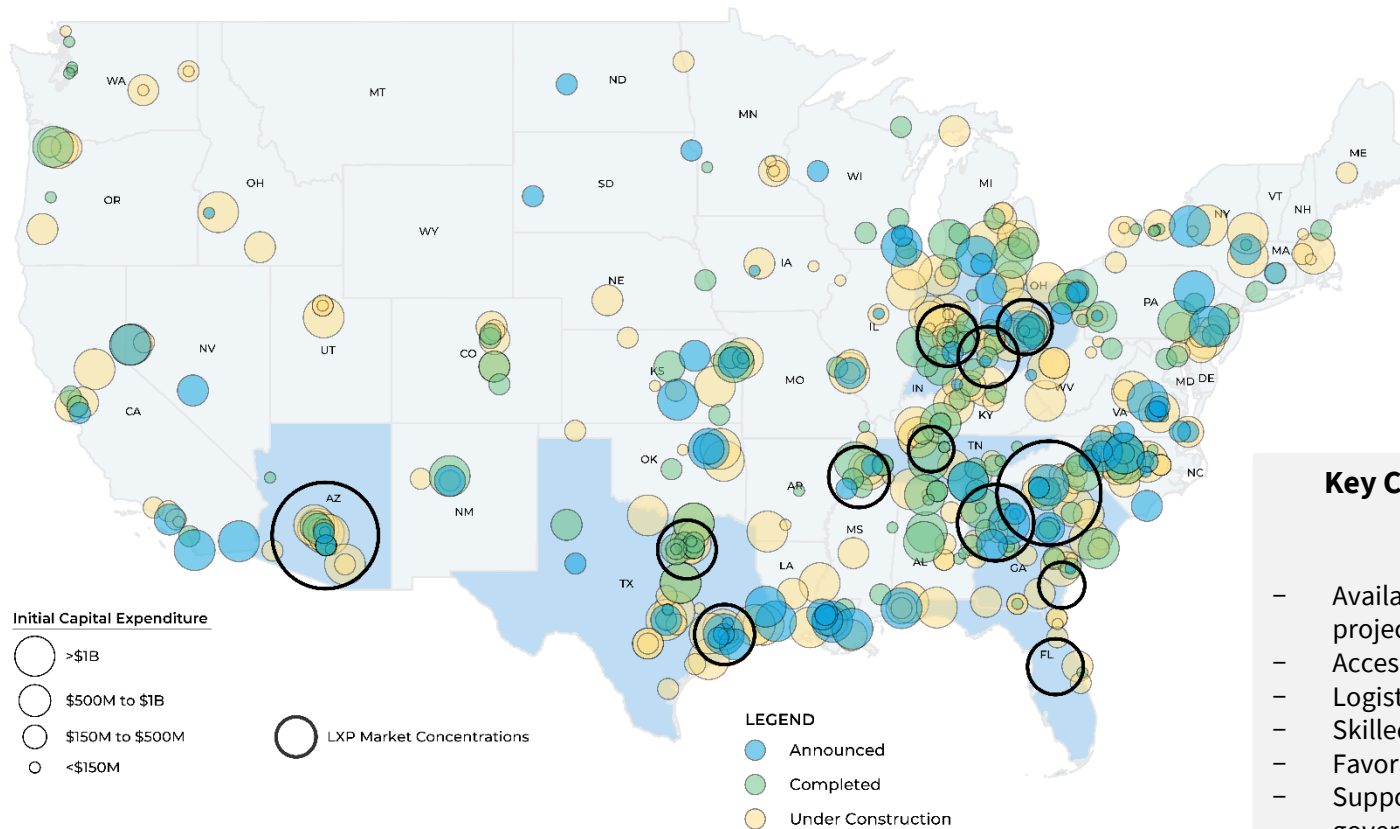 WA
MT
ND
MN
ME
OR
OH
SD
WI
MI
VT
NY
NH
WY
IA
MA
NE
OH
PA
NV
UT
CO
IL
KS
MO
IN
WV
MD
DE
CA
KY
VA
OK
TN
NC
AZ
NM
AR
MS
AL
GA
TX
LA
FL
Initial Capital Expenditure
>$1B
$500M to $1B
$150M to $500M
<$150M
LXP Market Concentrations
LEGEND
Announced
Completed
Under Construction
Key C
– Availa
projec
– Acces
– Logist
– Skille
– Favor
– Suppo